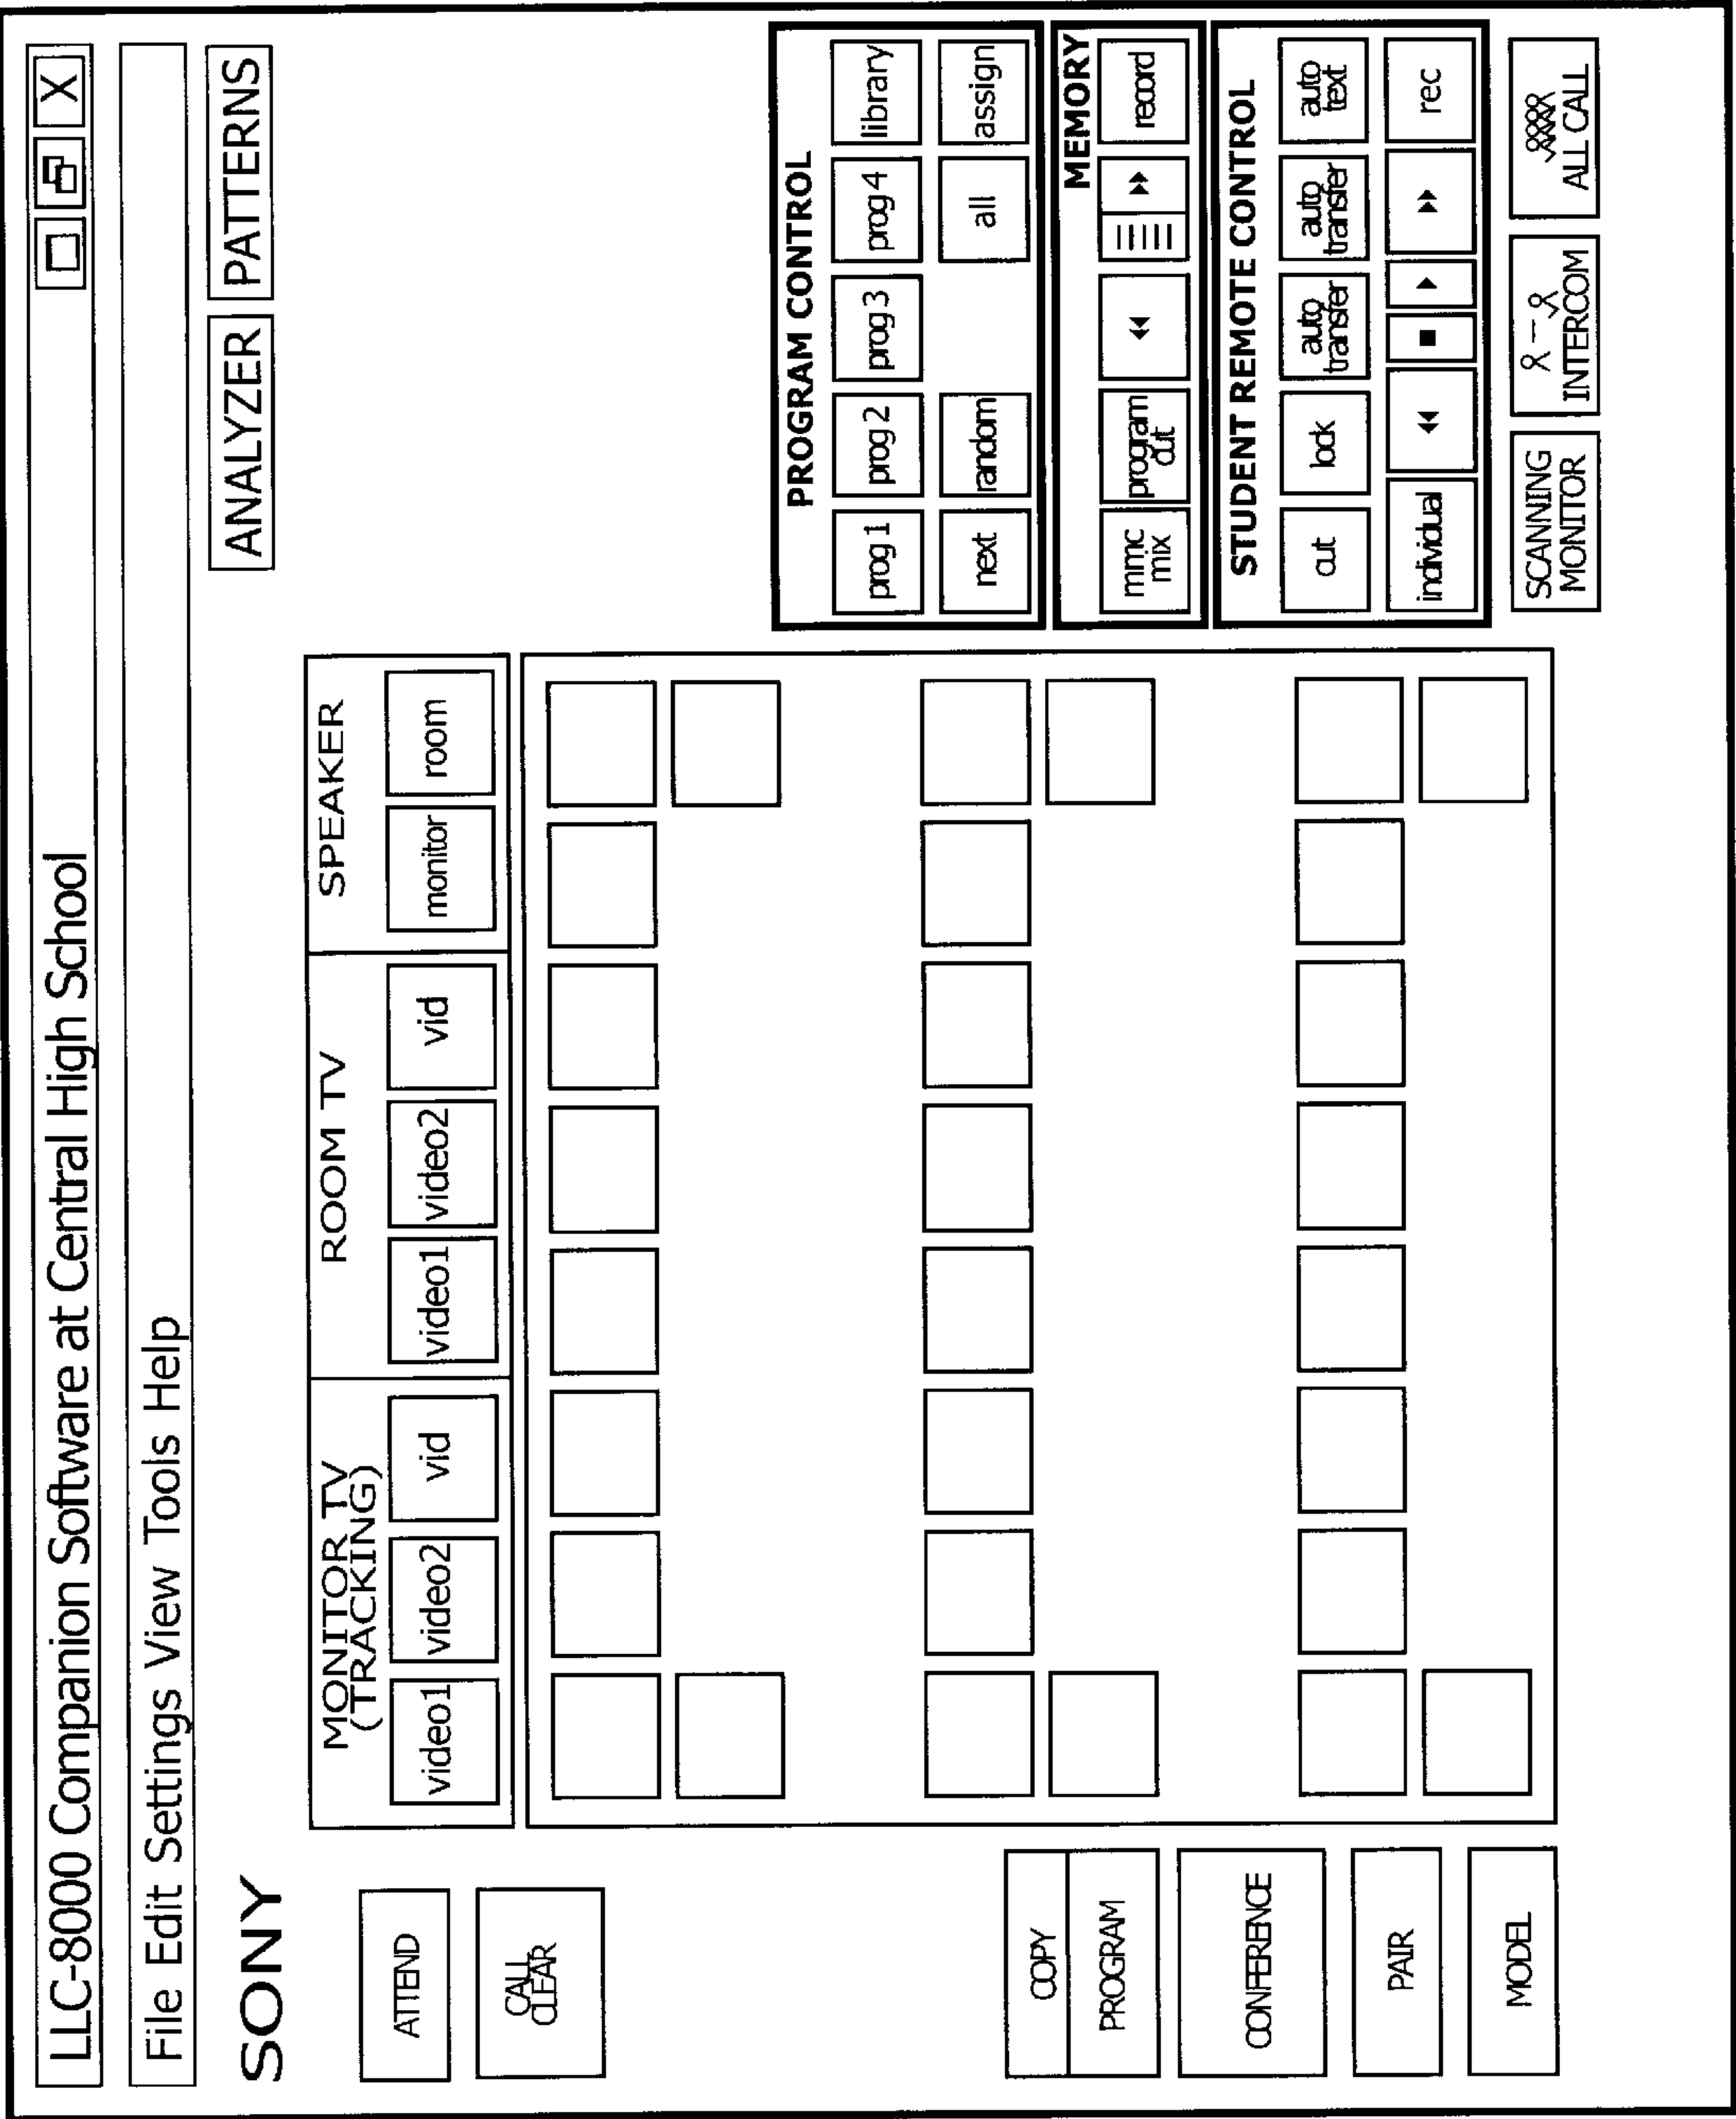 LLC-8000 Companion Software at Central High School X
File Edit Settings View Tools Help
SONY
ANALYZER PATTERNS
ATTEND
CALL
CLEAR
COPY
PROGRAM
CONFERENCE
PAIR
MODEL
MONITOR TV
(TRACKING)
video1 video2 vid
ROOM TV
video1 video2 vid
SPEAKER
monitor room
PROGRAM CONTROL
prog 1 prog 2 prog 3 prog 4 library
next random all assign
MEMORY
mmc
mix
program
out
record
STUDENT REMOTE CONTROL
cut lock
auto
transfer
auto
transfer
auto
text
individual rec
SCANNING
MONITOR
INTERCOM
ALL CALL